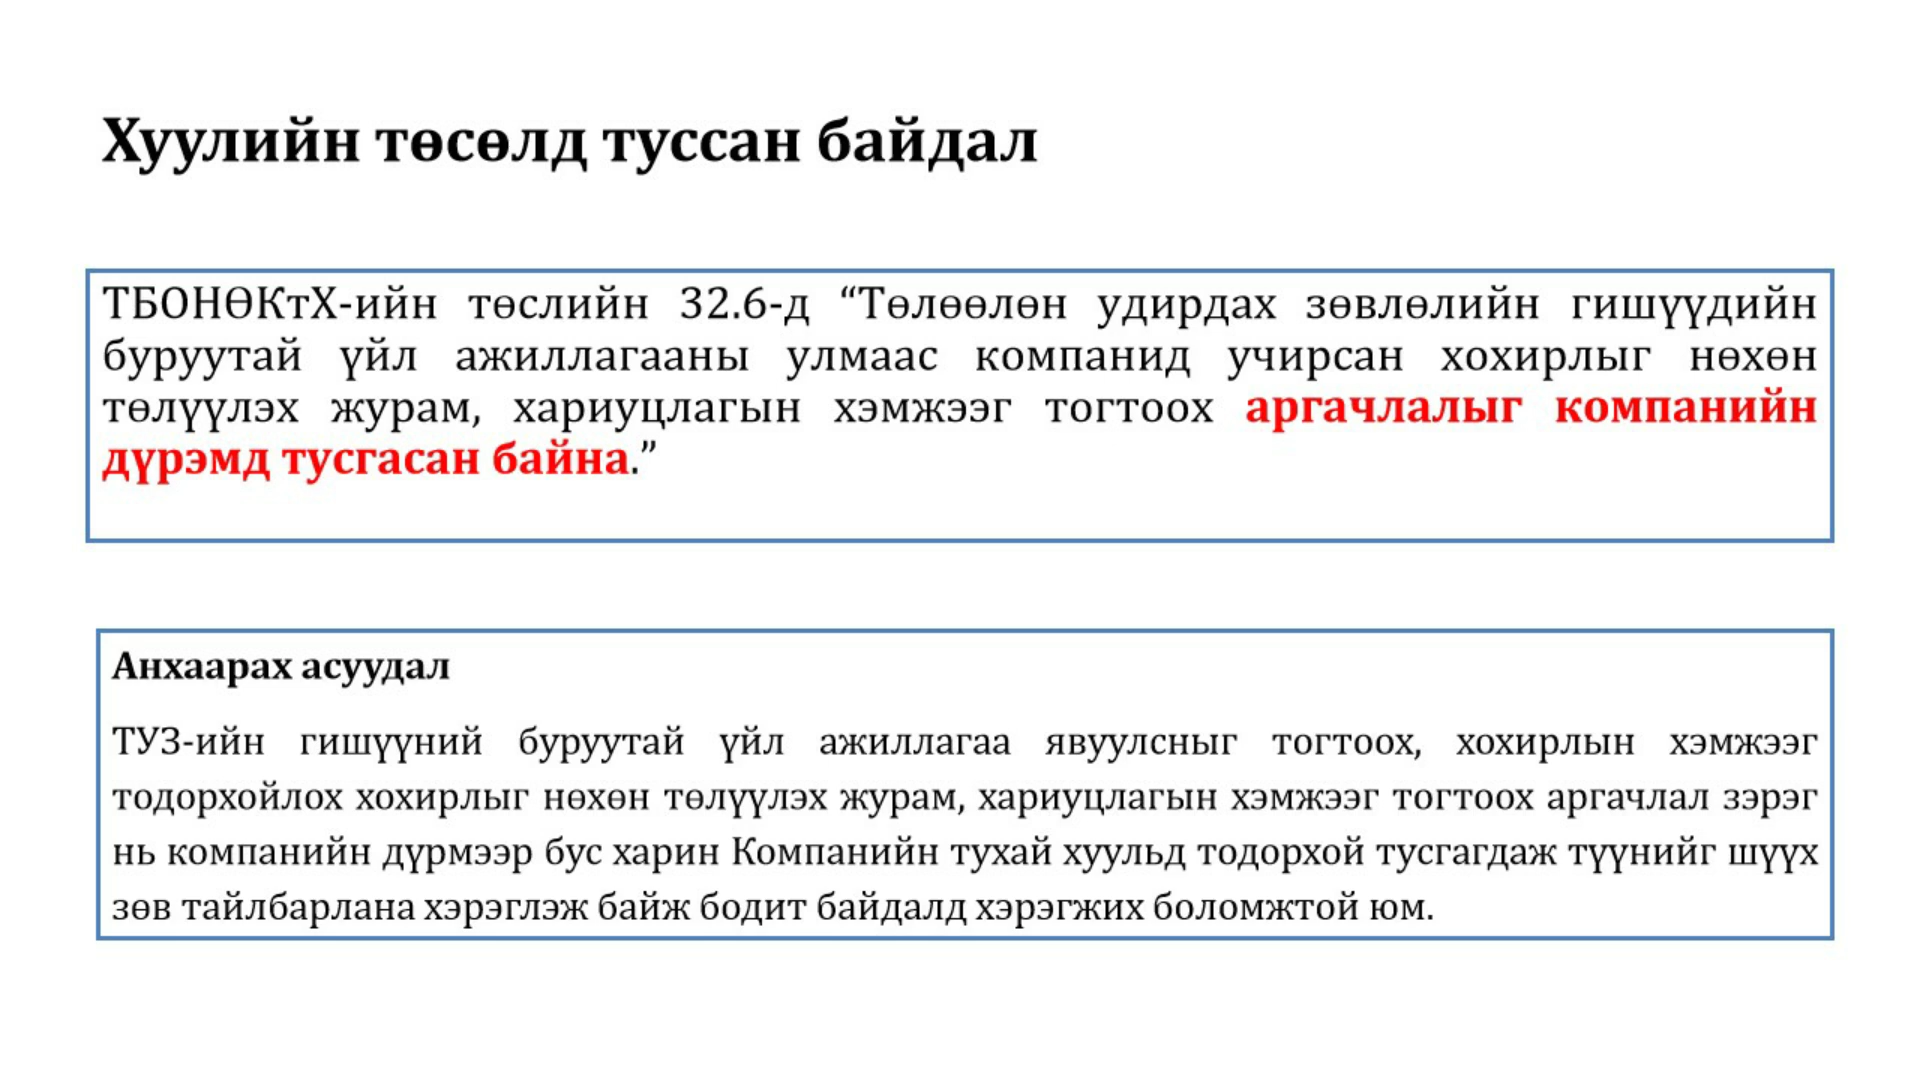 Хуулийн төсөлд туссан байдал
ТБОНӨКтХ-ийн төслийн 32.6-д “Төлөөлөн удирдах зөвлөлийн гишүүдийн
буруутай үйл ажиллагааны улмаас компанид учирсан хохирлыг нөхөн
төлүүлэх журам, хариуцлагын хэмжээг тогтоох аргачлалыг компанийн
дүрэмд тусгасан байна.”
Анхаарах асуудал
ТУЗ-ийн гишүүний буруутай үйл ажиллагаа явуулсныг тогтоох, хохирлын хэмжээг
тодорхойлох хохирлыг нөхөн төлүүлэх журам, хариуцлагын хэмжээг тогтоох аргачлал зэрэг
нь компанийн дүрмээр бус харин Компанийн тухай хуульд тодорхой тусгагдаж түүнийг шүүх
зөв тайлбарлана хэрэглэж байж бодит байдалд хэрэгжих боломжтой юм.